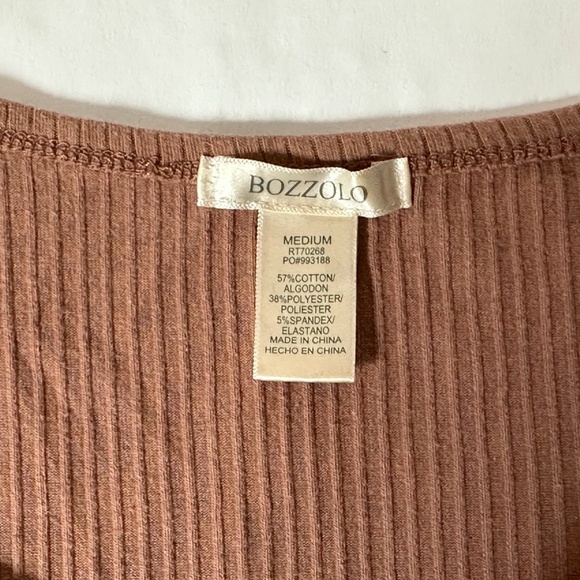 BOZZOLO
MEDIUM
RT70268
PO#993188
57%COTTON/
ALGODON
38%POLYESTER/
POLIESTER
5%SPANDEX/
ELASTANO
MADE IN CHINA
HECHO EN CHINA